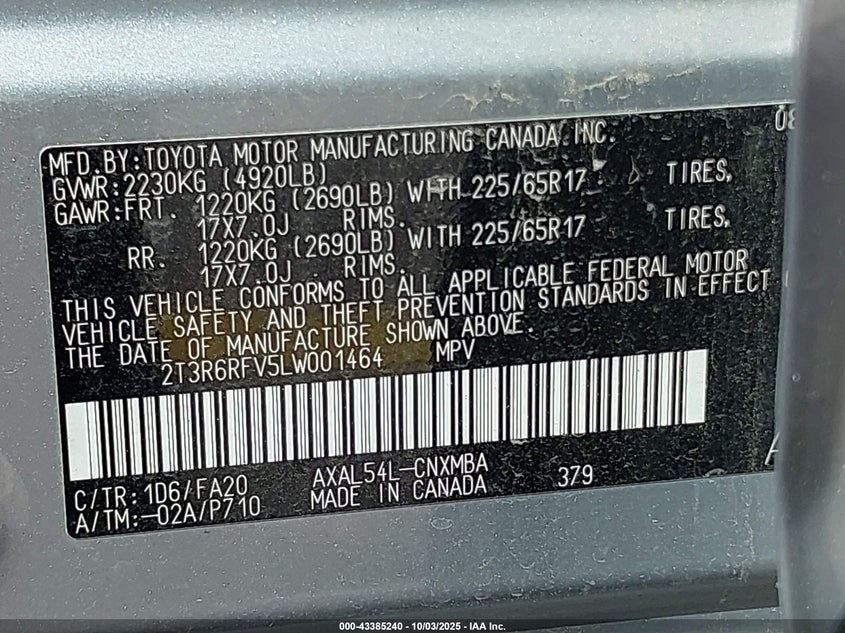 MFD. BY: TOYOTA MOTOR MANUFACTURING CANADA INC. 08
GVWR: 2230KG (4920LB)
GAWR: FRT. 1220KG (2690LB) WITH 225/65R17 TIRES,
17X7.0J RIMS.
RR. 1220KG (2690LB) WITH 225/65R17 TIRES,
17X7.0J RIMS.
THIS VEHICLE CONFORMS TO ALL APPLICABLE FEDERAL MOTOR
VEHICLE SAFETY AND THEFT PREVENTION STANDARDS IN EFFECT
THE DATE OF MANUFACTURE SHOWN ABOVE.
2T3R6RFV5LW001464 MPV
C/TR: 1D6/FA20 AXAL54L-CNXMBA 379
A/TM:-02A/P710 MADE IN CANADA
000-43385240 - 10/03/2025 - IAA Inc.